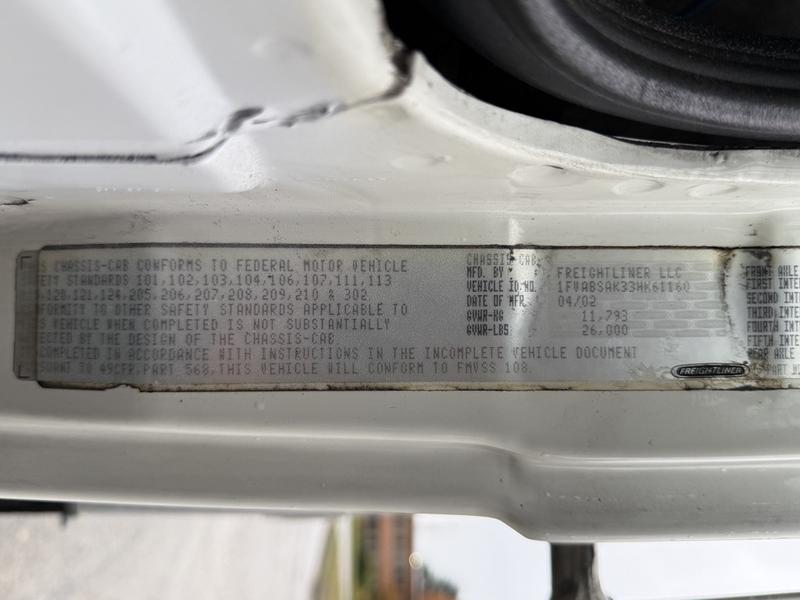 S CHASSIS-CAB CONFORMS TO FEDERAL MOTOR VEHICLE
ETY STANDARDS 101,102,103,104,106,107,111,113
,120,121,124,205,206,207,208,209,210 & 302
FORMITY TO OTHER SAFETY STANDARDS APPLICABLE TO
S VEHICLE WHEN COMPLETED IS NOT SUBSTANTIALLY
ECTED BY THE DESIGN OF THE CHASSIS-CAB
COMPLETED IN ACCORDANCE WITH INSTRUCTIONS IN THE INCOMPLETE VEHICLE DOCUMENT
SUANT TO 49CFR,PART 568,THIS VEHICLE WILL CONFORM TO FMVSS 108.
CHASSIS CAB
MFD. BY FREIGHTLINER LLC
VEHICLE ID.NO. 1FVABSAK33HK61160
DATE OF MFR. 04/02
GVWR-KG 11,793
GVWR-LBS 26,000
FREIGHTLINER
FRONT AXLE
FIRST INTER
SECOND INTE
THIRD INTE
FOURTH INTE
FIFTH INTE
REAR AXLE